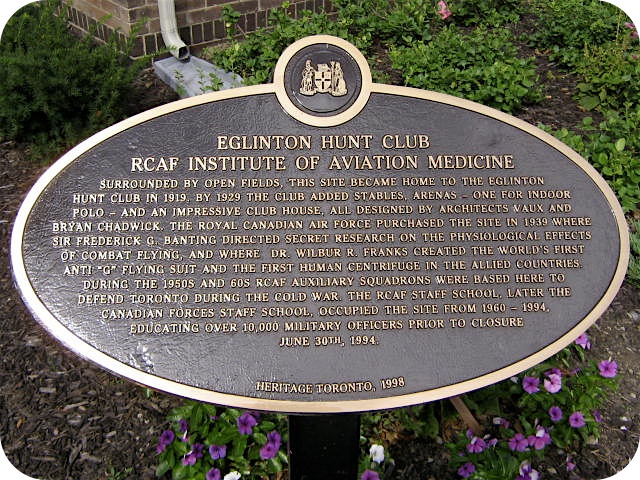 EGLINTON HUNT CLUB
RCAF INSTITUTE OF AVIATION MEDICINE
SURROUNDED BY OPEN FIELDS, THIS SITE BECAME HOME TO THE EGLINTON
HUNT CLUB IN 1919. BY 1929 THE CLUB ADDED STABLES, ARENAS – ONE FOR INDOOR
POLO – AND AN IMPRESSIVE CLUB HOUSE, ALL DESIGNED BY ARCHITECTS VAUX AND
BRYAN CHADWICK. THE ROYAL CANADIAN AIR FORCE PURCHASED THE SITE IN 1939 WHERE
SIR FREDERICK G. BANTING DIRECTED SECRET RESEARCH ON THE PHYSIOLOGICAL EFFECTS
OF COMBAT FLYING, AND WHERE DR. WILBUR R. FRANKS CREATED THE WORLD'S FIRST
ANTI "G" FLYING SUIT AND THE FIRST HUMAN CENTRIFUGE IN THE ALLIED COUNTRIES.
DURING THE 1950S AND 60S RCAF AUXILIARY SQUADRONS WERE BASED HERE TO
DEFEND TORONTO DURING THE COLD WAR. THE RCAF STAFF SCHOOL, LATER THE
CANADIAN FORCES STAFF SCHOOL, OCCUPIED THE SITE FROM 1960 – 1994,
EDUCATING OVER 10,000 MILITARY OFFICERS PRIOR TO CLOSURE
JUNE 30TH, 1994.
HERITAGE TORONTO, 1998